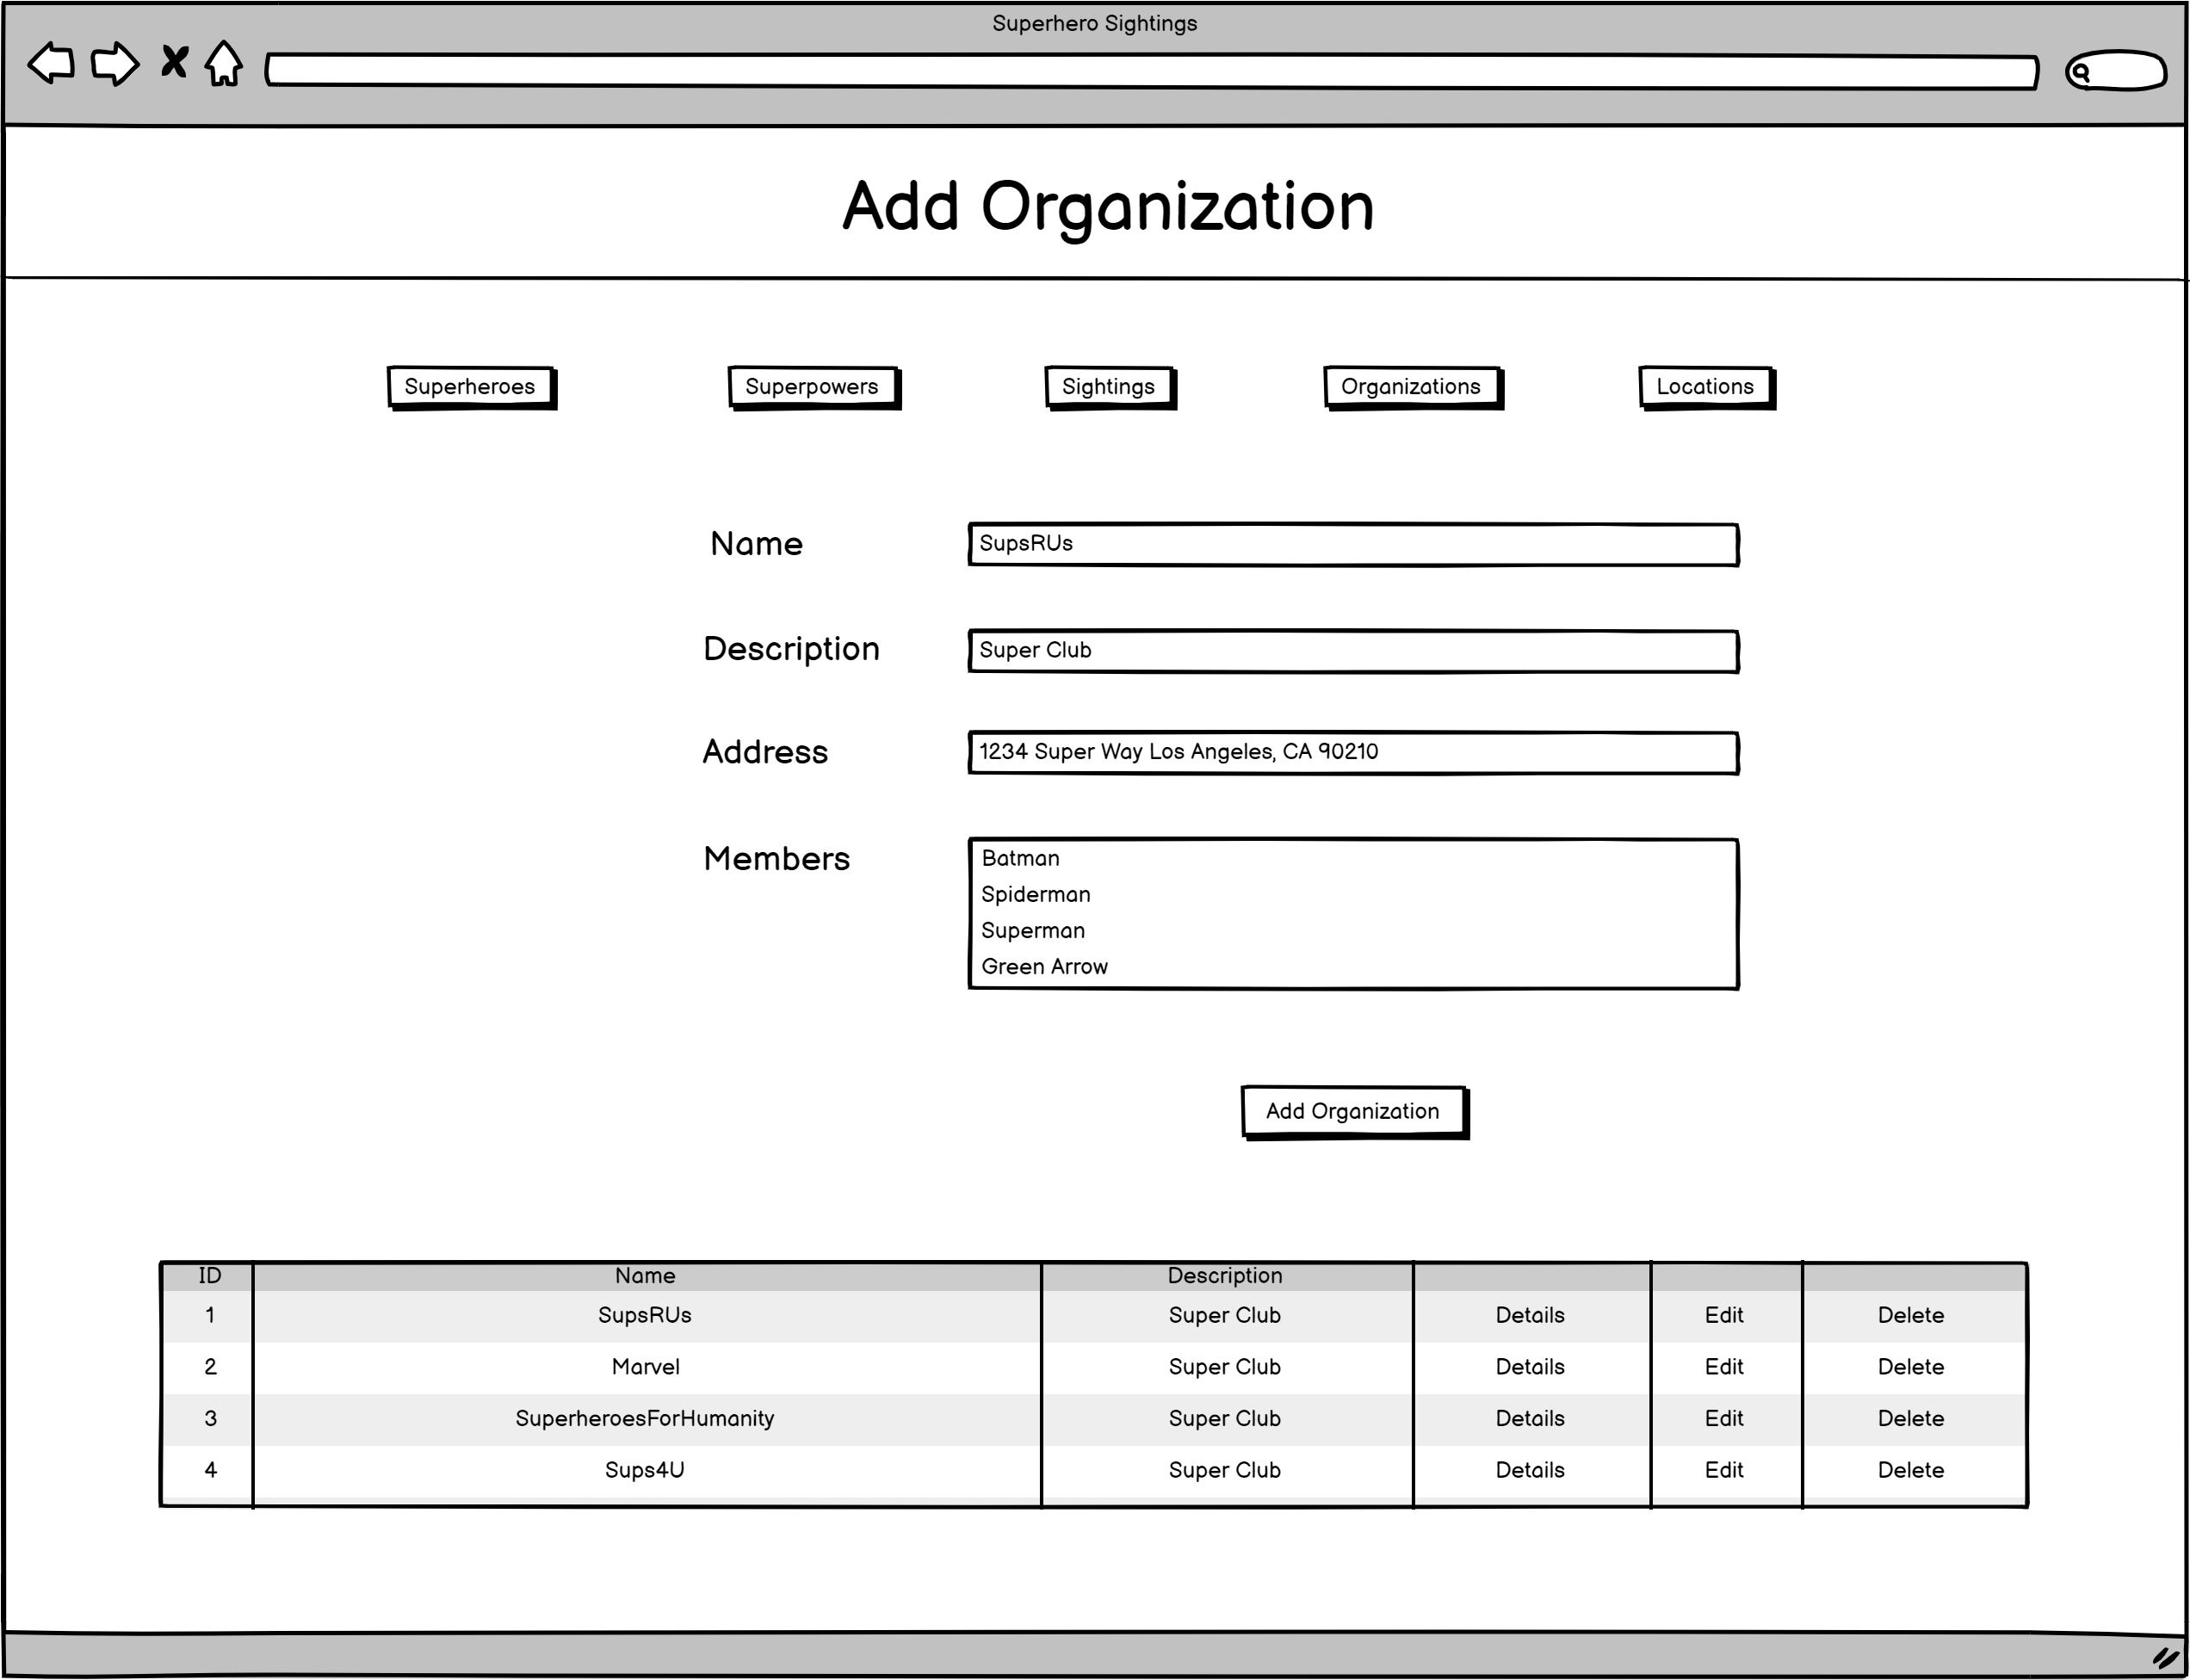 Superhero Sightings
Add Organization
Superheroes Superpowers Sightings Organizations Locations
Name SupsRUs
Description Super Club
Address 1234 Super Way Los Angeles, CA 90210
Members Batman
Spiderman
Superman
Green Arrow
Add Organization
ID Name Description
1 SupsRUs Super Club Details Edit Delete
2 Marvel Super Club Details Edit Delete
3 SuperheroesForHumanity Super Club Details Edit Delete
4 Sups4U Super Club Details Edit Delete